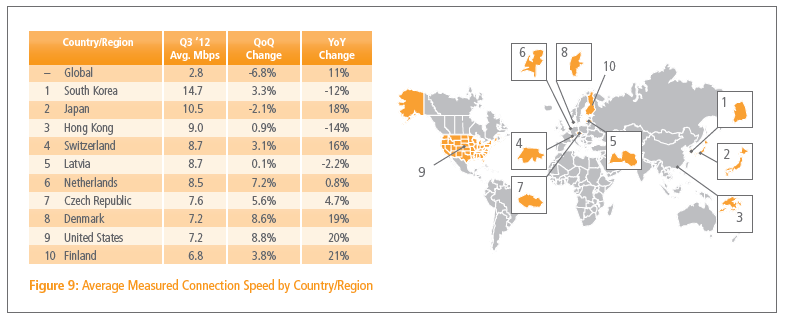 Country/Region Q3 ’12 Avg. Mbps QoQ Change YoY Change
– Global 2.8 -6.8% 11%
1 South Korea 14.7 3.3% -12%
2 Japan 10.5 -2.1% 18%
3 Hong Kong 9.0 0.9% -14%
4 Switzerland 8.7 3.1% 16%
5 Latvia 8.7 0.1% -2.2%
6 Netherlands 8.5 7.2% 0.8%
7 Czech Republic 7.6 5.6% 4.7%
8 Denmark 7.2 8.6% 19%
9 United States 7.2 8.8% 20%
10 Finland 6.8 3.8% 21%
Figure 9: Average Measured Connection Speed by Country/Region
6
8
10
1
4
5
2
9
7
3